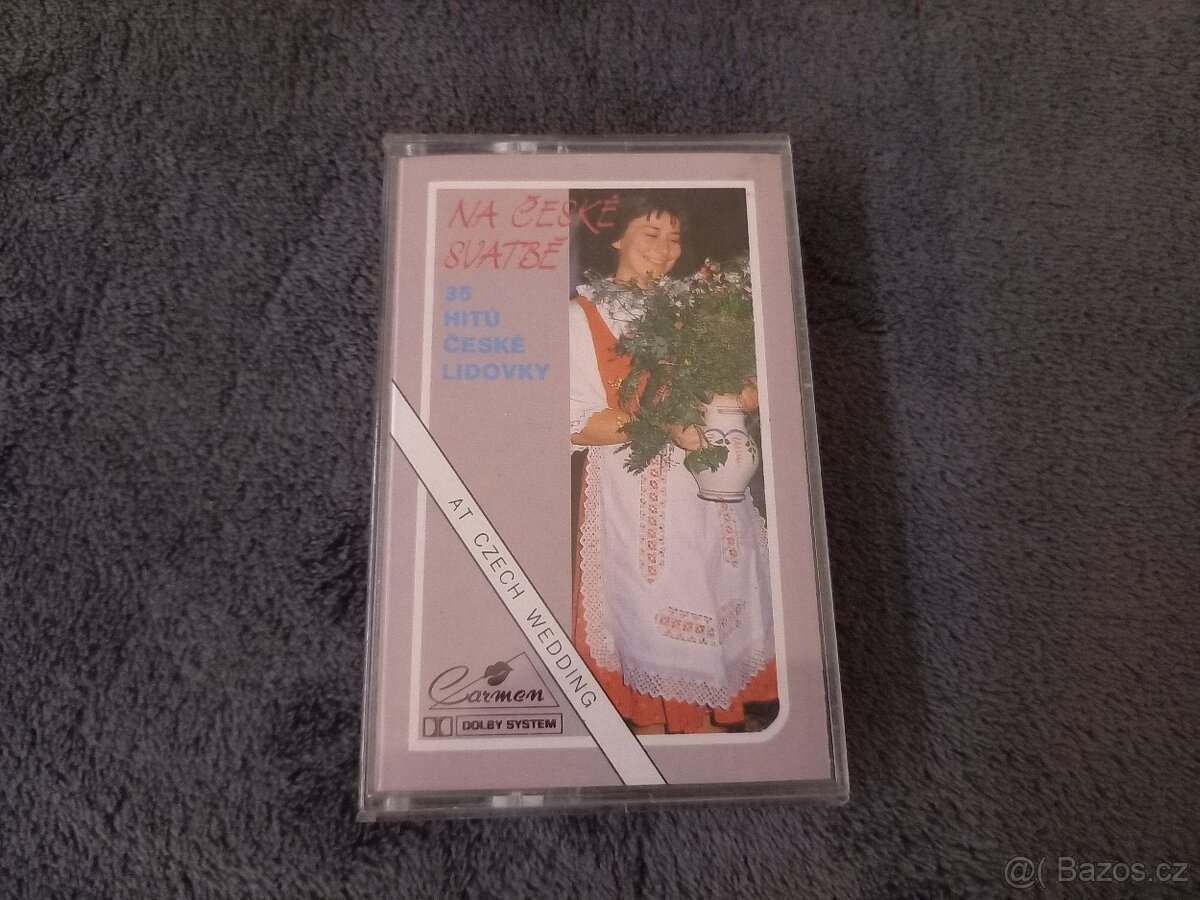 NA ČESKÉ
SVATBĚ
35
HITŮ
ČESKÉ
LIDOVKY
AT CZECH WEDDING
Carmen
DOLBY SYSTEM
@( Bazos.cz